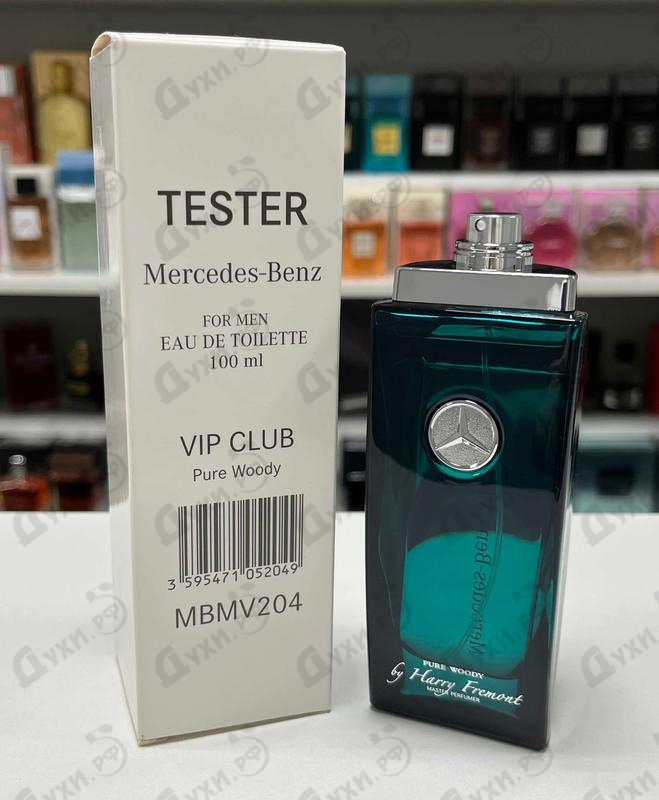 TESTER
Mercedes-Benz
FOR MEN
EAU DE TOILETTE
100 ml
VIP CLUB
Pure Woody
3 595471 052049
MBMV204
Mercedes-Ben
PURE WOODY
by Harry Fremont
MASTER PERFUMER
Духи.рф